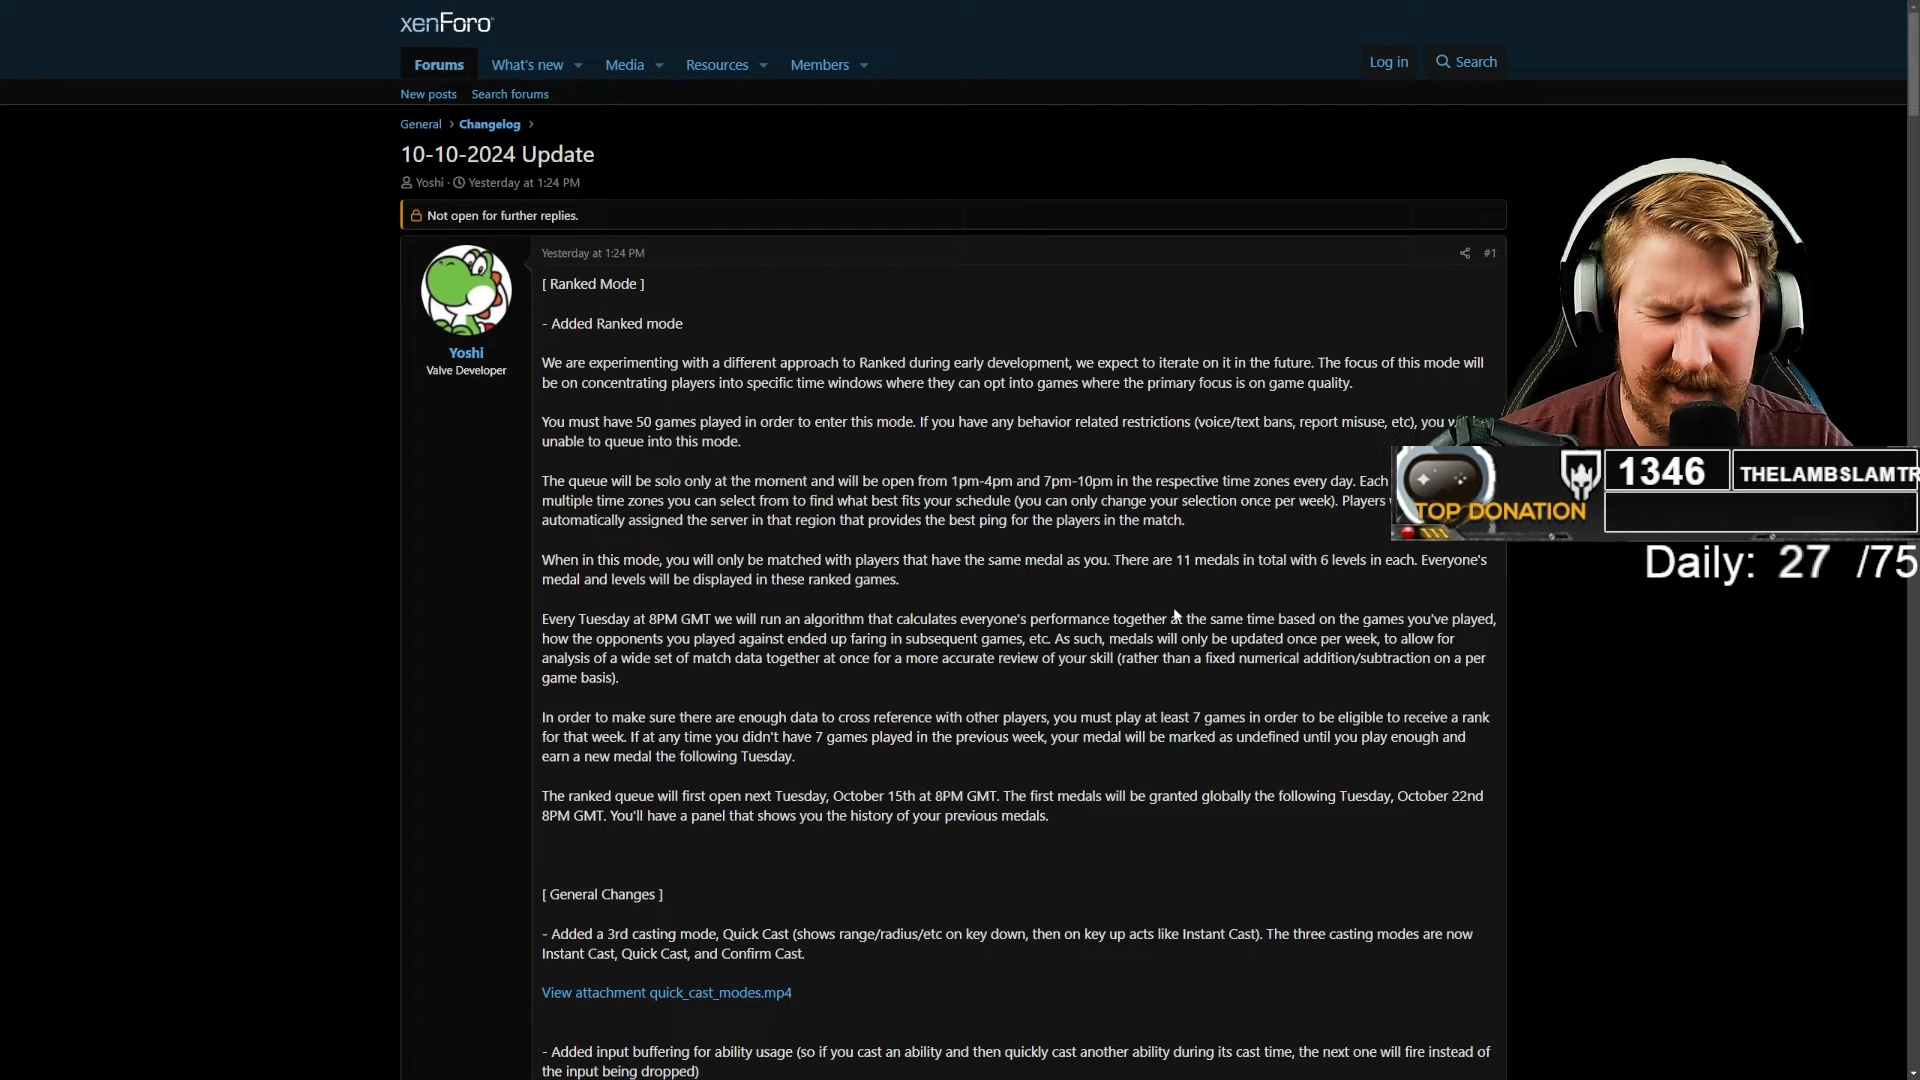 xenForo
Forums What's new Media Resources Members Log in Search
New posts Search forums
General > Changelog >
10-10-2024 Update
Yoshi · Yesterday at 1:24 PM
Not open for further replies.
Yesterday at 1:24 PM #1
Yoshi
Valve Developer
[ Ranked Mode ]
- Added Ranked mode
We are experimenting with a different approach to Ranked during early development, we expect to iterate on it in the future. The focus of this mode will
be on concentrating players into specific time windows where they can opt into games where the primary focus is on game quality.
You must have 50 games played in order to enter this mode. If you have any behavior related restrictions (voice/text bans, report misuse, etc), you
unable to queue into this mode.
The queue will be solo only at the moment and will be open from 1pm-4pm and 7pm-10pm in the respective time zones every day. Each
multiple time zones you can select from to find what best fits your schedule (you can only change your selection once per week). Players
automatically assigned the server in that region that provides the best ping for the players in the match.
When in this mode, you will only be matched with players that have the same medal as you. There are 11 medals in total with 6 levels in each. Everyone's
medal and levels will be displayed in these ranked games.
Every Tuesday at 8PM GMT we will run an algorithm that calculates everyone's performance together at the same time based on the games you've played,
how the opponents you played against ended up faring in subsequent games, etc. As such, medals will only be updated once per week, to allow for
analysis of a wide set of match data together at once for a more accurate review of your skill (rather than a fixed numerical addition/subtraction on a per
game basis).
In order to make sure there are enough data to cross reference with other players, you must play at least 7 games in order to be eligible to receive a rank
for that week. If at any time you didn't have 7 games played in the previous week, your medal will be marked as undefined until you play enough and
earn a new medal the following Tuesday.
The ranked queue will first open next Tuesday, October 15th at 8PM GMT. The first medals will be granted globally the following Tuesday, October 22nd
8PM GMT. You'll have a panel that shows you the history of your previous medals.
[ General Changes ]
- Added a 3rd casting mode, Quick Cast (shows range/radius/etc on key down, then on key up acts like Instant Cast). The three casting modes are now
Instant Cast, Quick Cast, and Confirm Cast.
View attachment quick_cast_modes.mp4
- Added input buffering for ability usage (so if you cast an ability and then quickly cast another ability during its cast time, the next one will fire instead of
the input being dropped)
1346 THELAMBSLAMTR
TOP DONATION
Daily: 27 /75